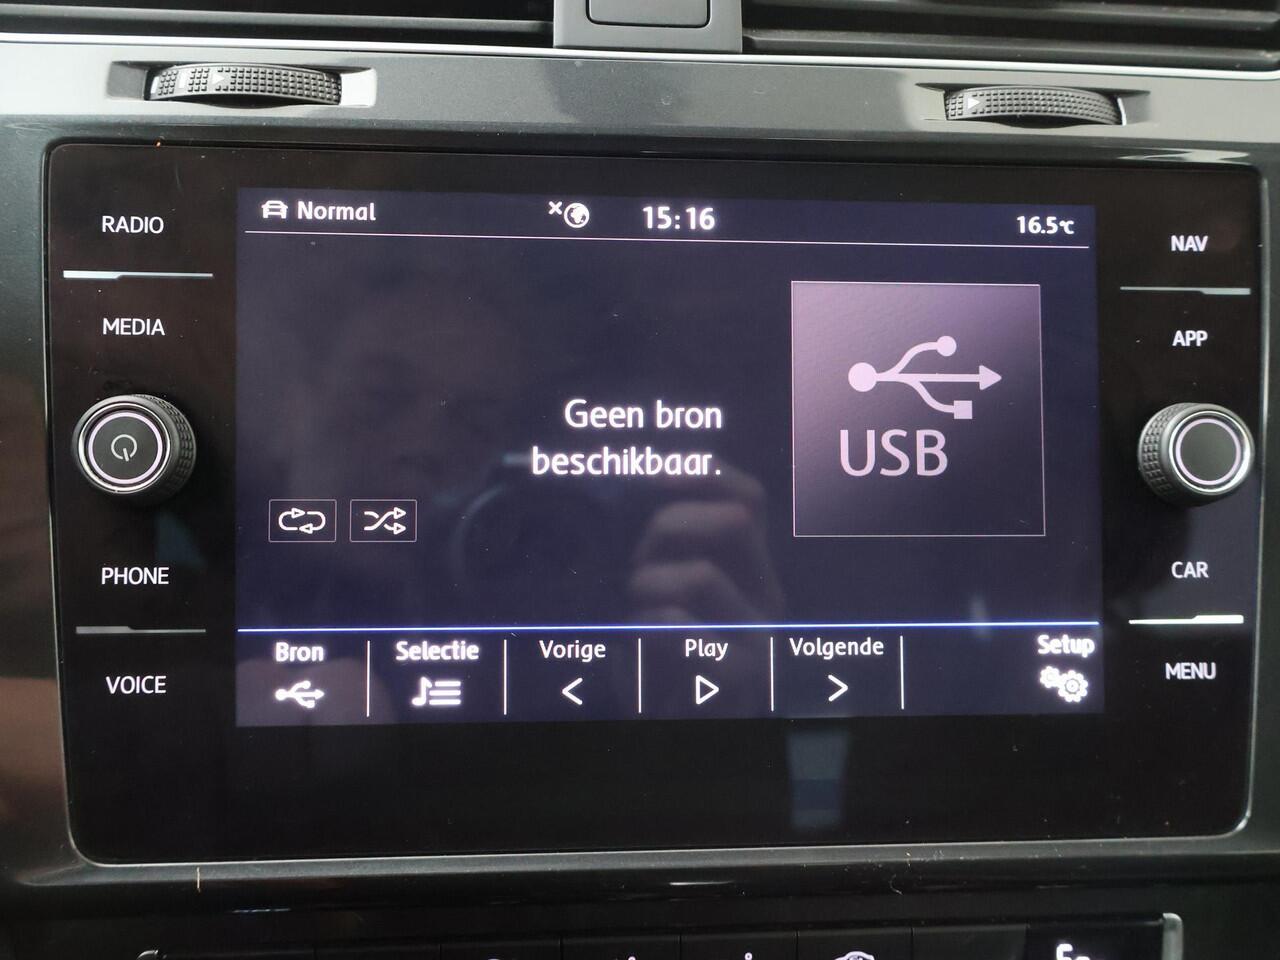 RADIO
MEDIA
PHONE
VOICE
Normal
15:16
16.5℃
Geen bron
beschikbaar.
USB
Bron
Selectie
Vorige
Play
Volgende
Setup
NAV
APP
CAR
MENU